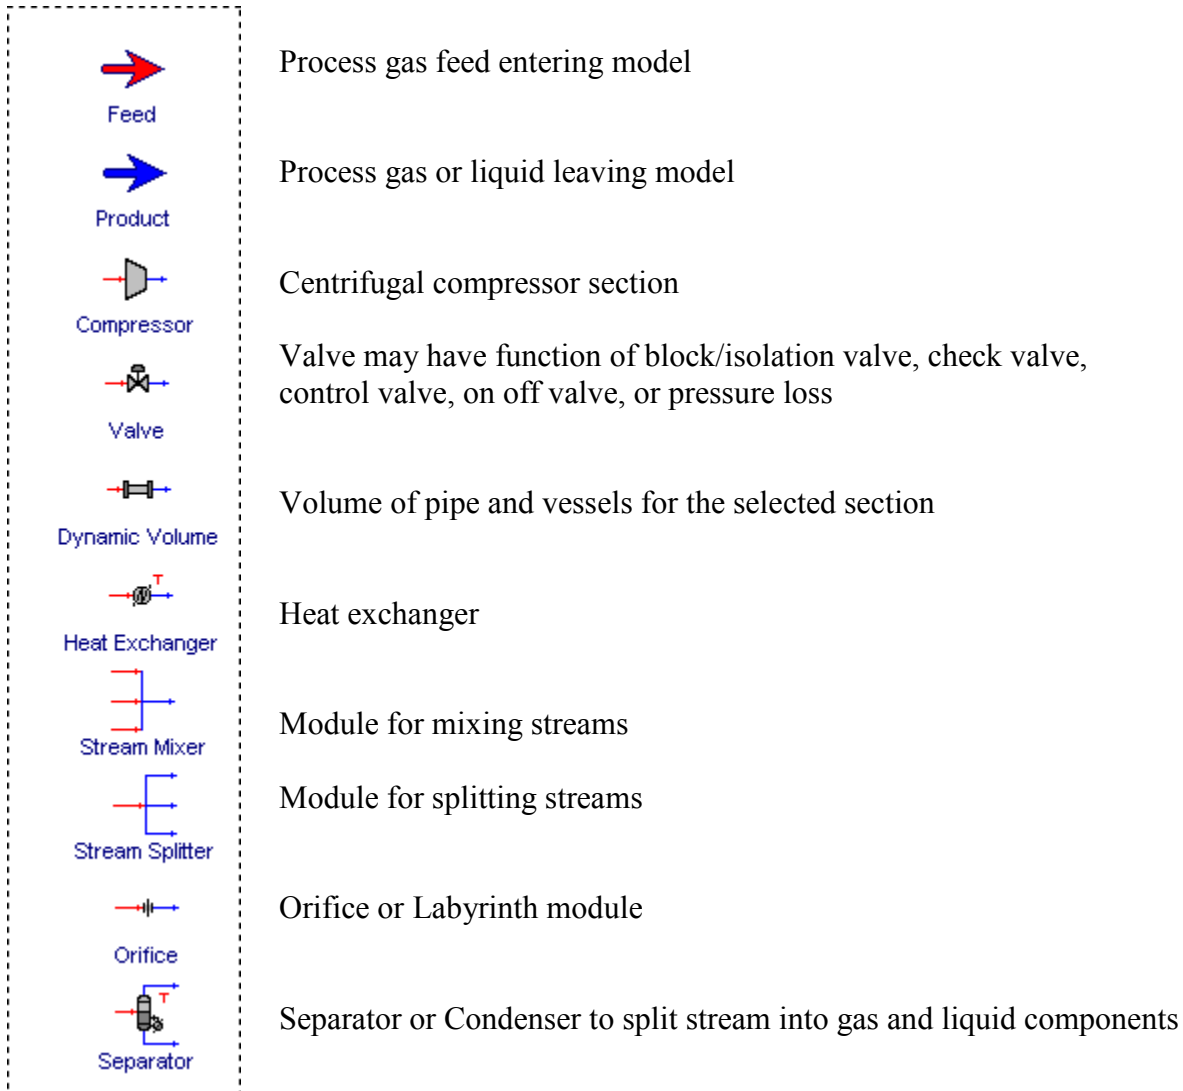 Process gas feed entering model
Feed
Process gas or liquid leaving model
Product
Centrifugal compressor section
Compressor
Valve may have function of block/isolation valve, check valve,
control valve, on off valve, or pressure loss
Valve
Volume of pipe and vessels for the selected section
Dynamic Volume
T
Heat exchanger
Heat Exchanger
Module for mixing streams
Stream Mixer
Module for splitting streams
Stream Splitter
Orifice or Labyrinth module
Orifice
T
Separator or Condenser to split stream into gas and liquid components
Separator